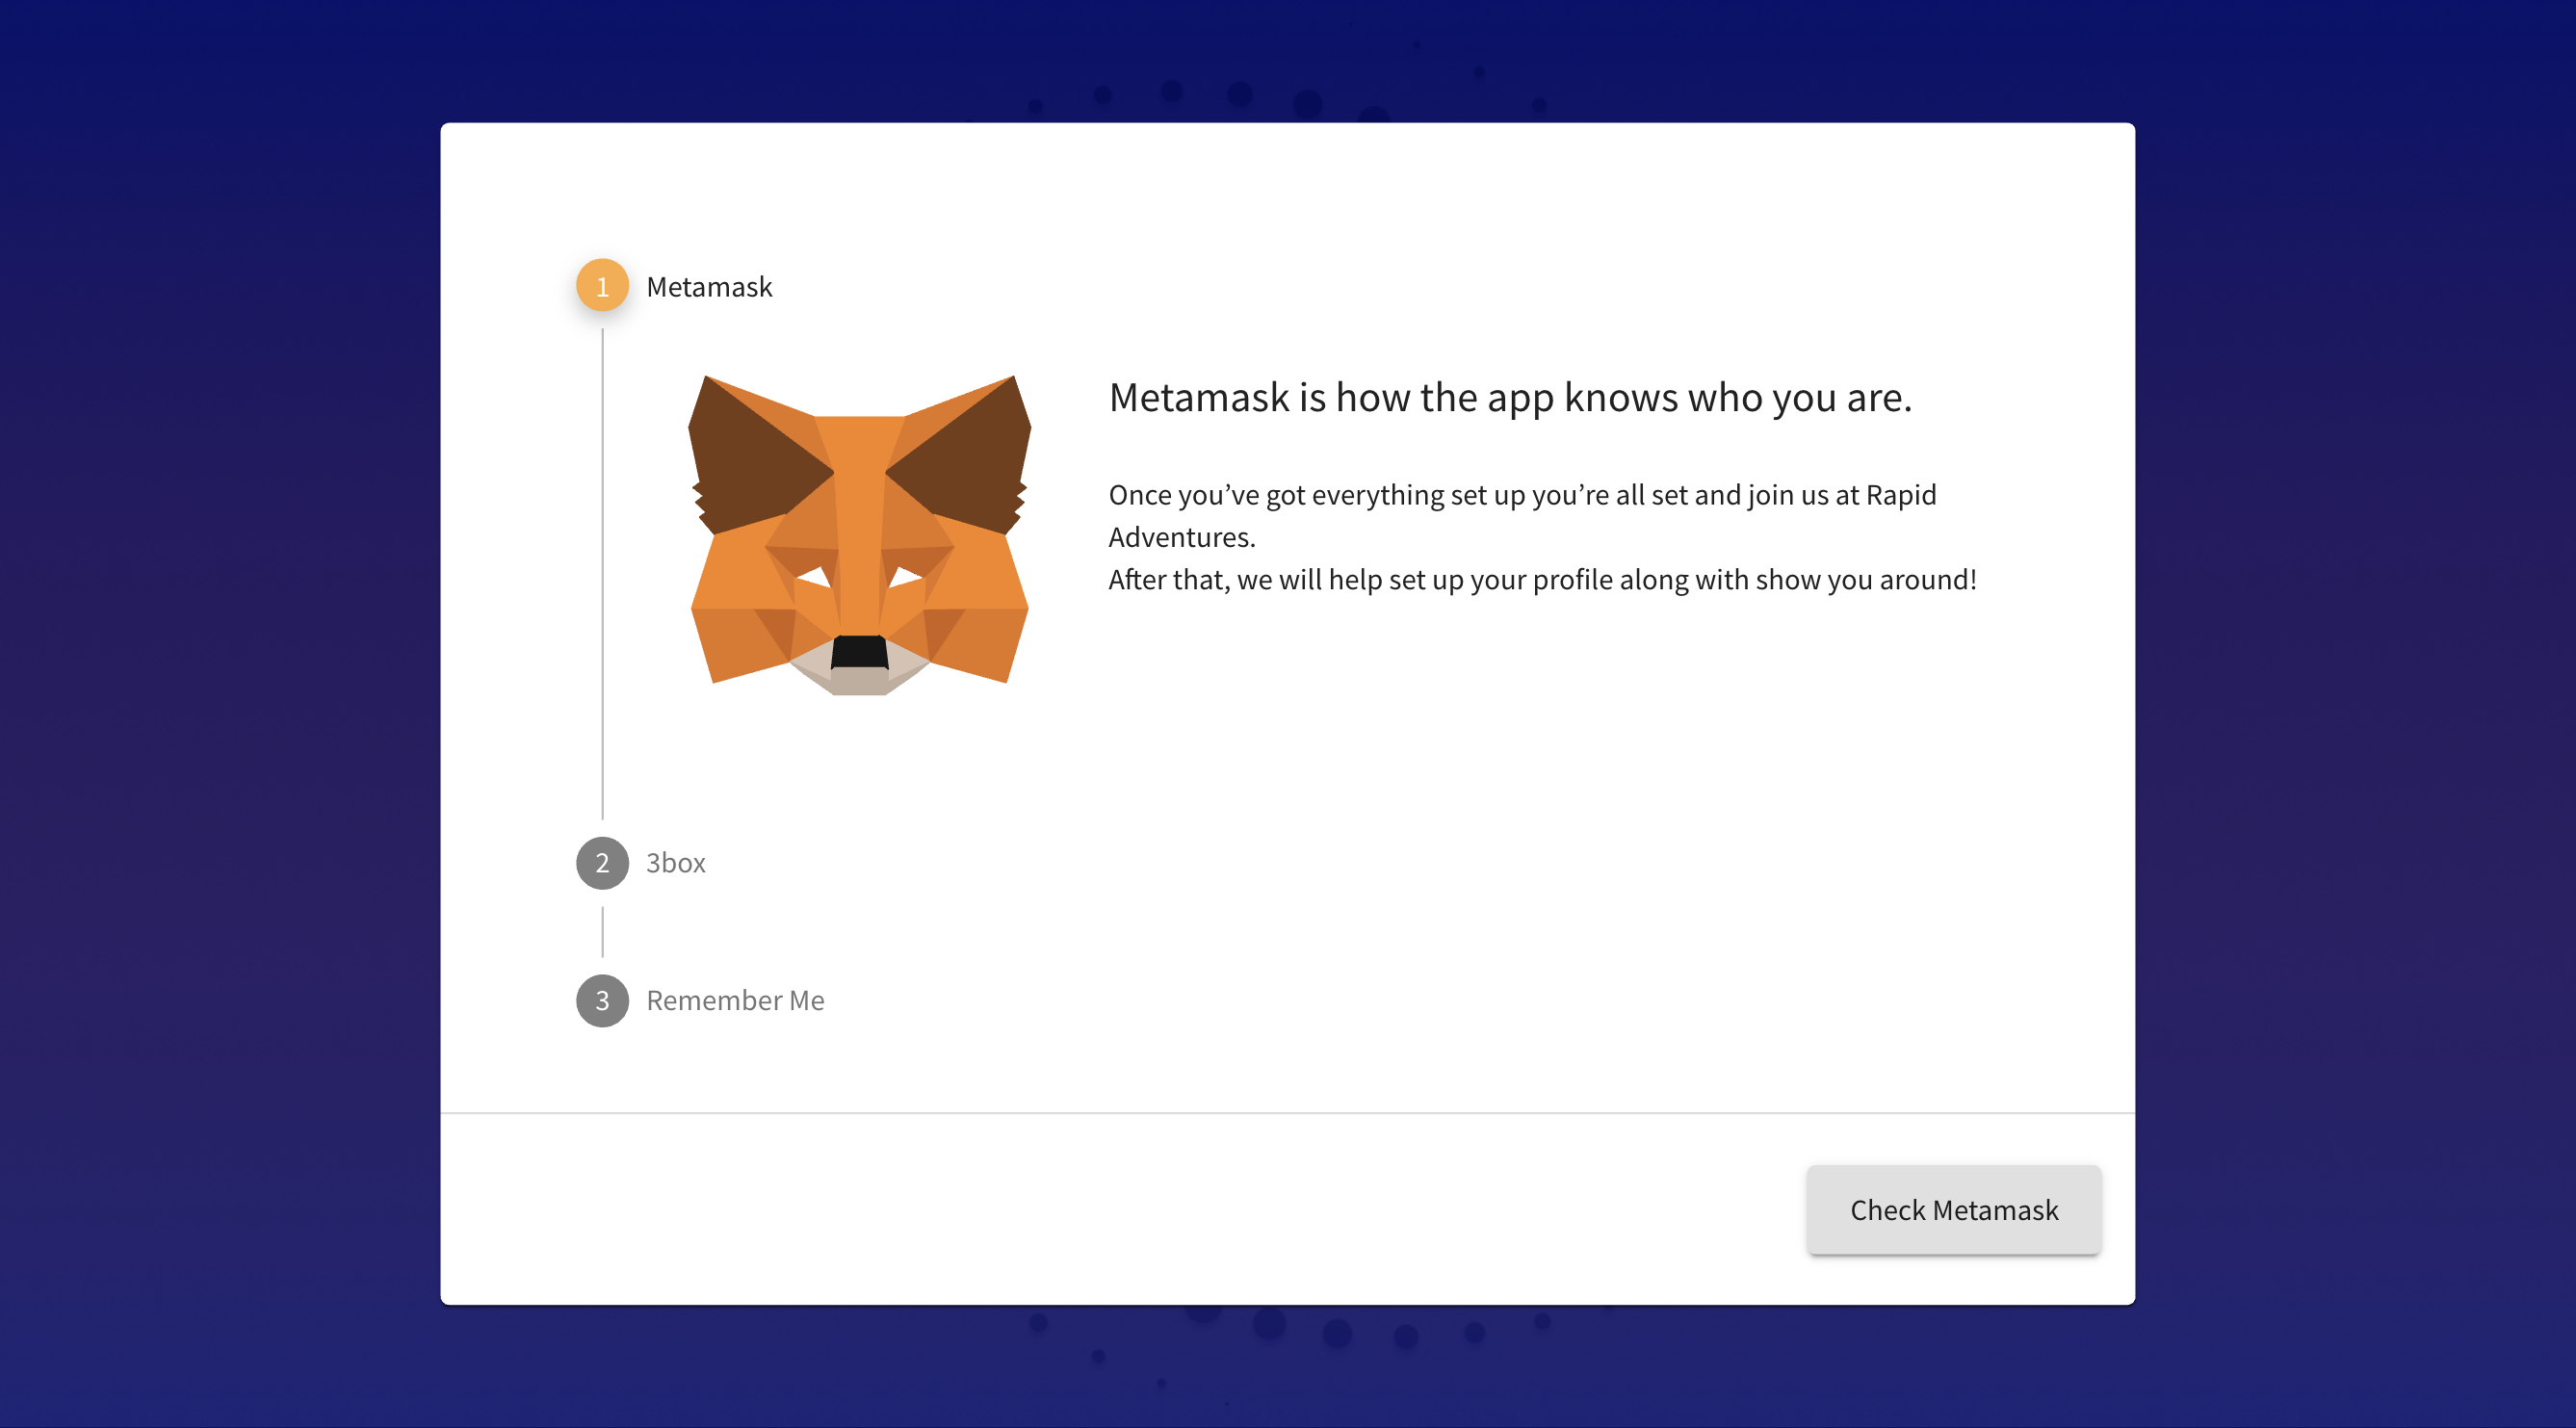 1 Metamask
Metamask is how the app knows who you are.
Once you’ve got everything set up you’re all set and join us at Rapid
Adventures.
After that, we will help set up your profile along with show you around!
2 3box
3 Remember Me
Check Metamask